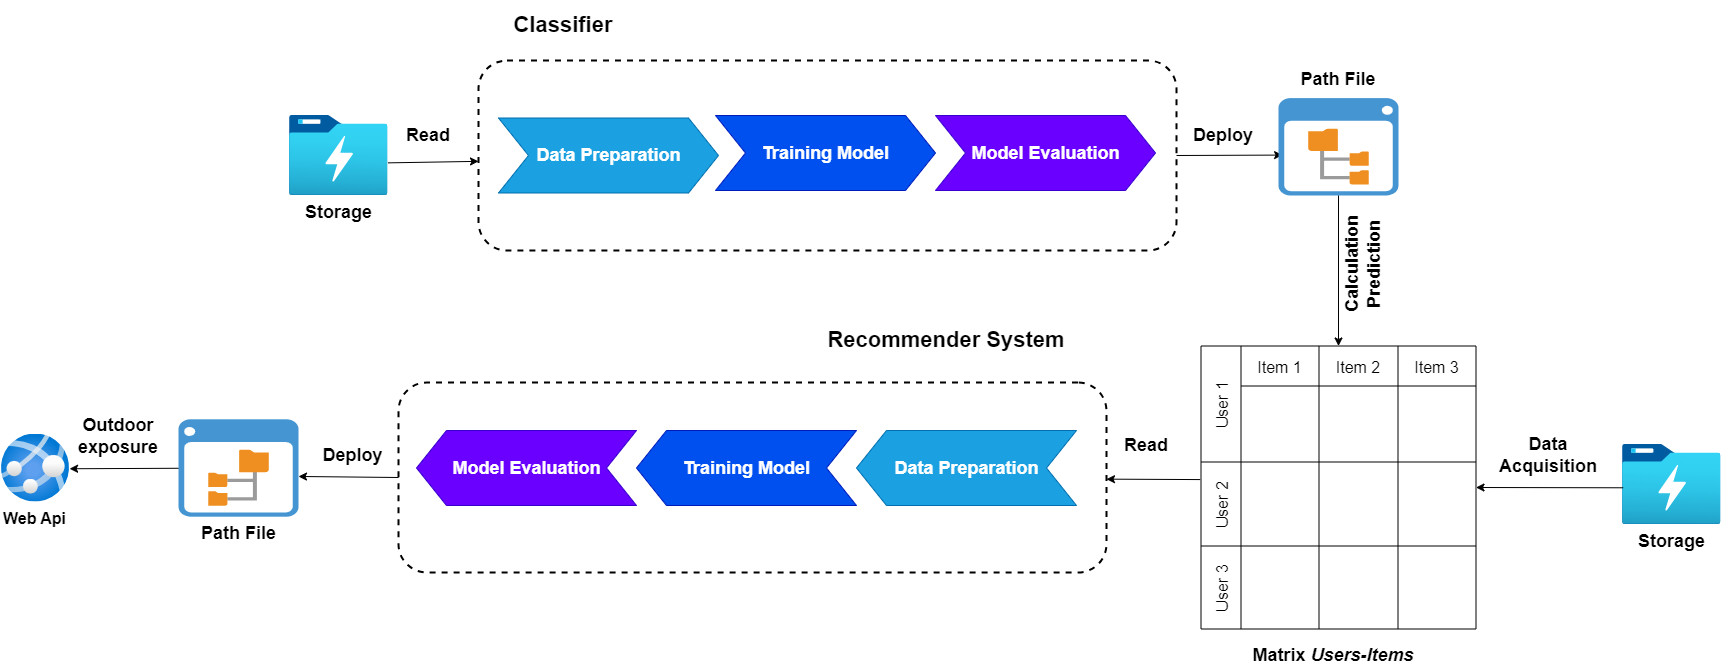 Classifier
Path File
Read
Deploy
Data Preparation
Training Model
Model Evaluation
Storage
Calculation
Prediction
Recommender System
Item 1
Item 2
Item 3
User 1
User 2
User 3
Outdoor
exposure
Deploy
Model Evaluation
Training Model
Data Preparation
Read
Data
Acquisition
Web Api
Path File
Storage
Matrix Users-Items